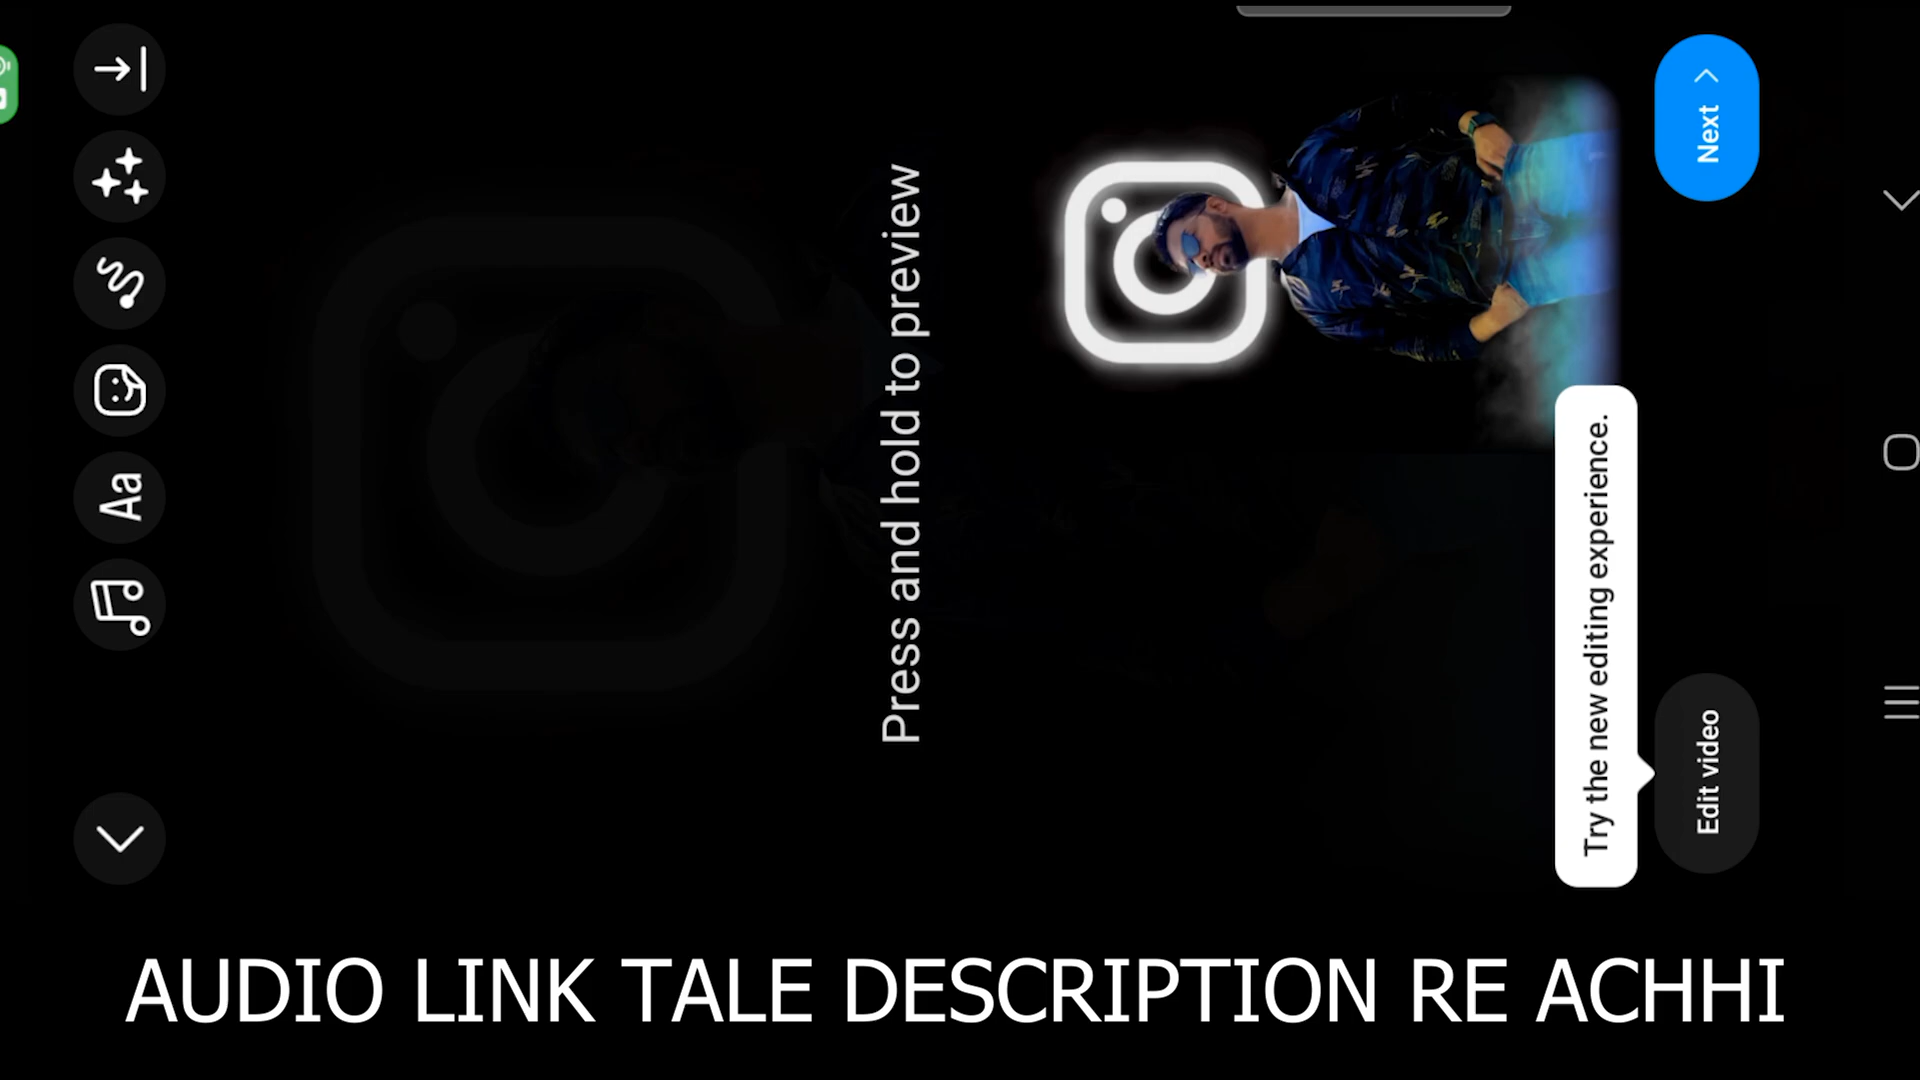 Aa
Press and hold to preview
Try the new editing experience.
Edit video
Next
AUDIO LINK TALE DESCRIPTION RE ACHHI